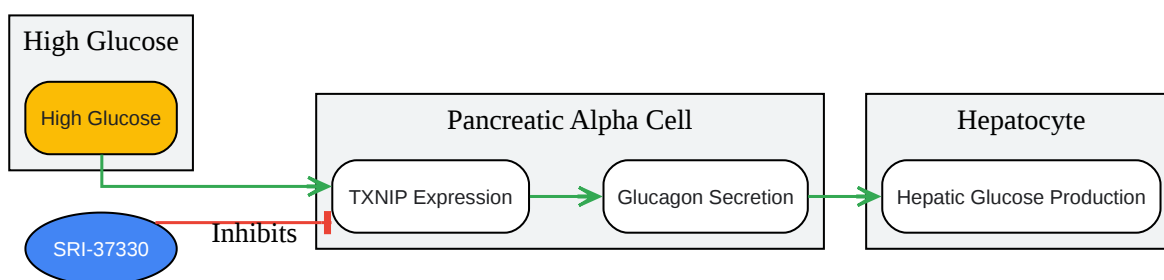 High Glucose
High Glucose
Pancreatic Alpha Cell
Hepatocyte
TXNIP Expression
Glucagon Secretion
Hepatic Glucose Production
Inhibits
SRI-37330